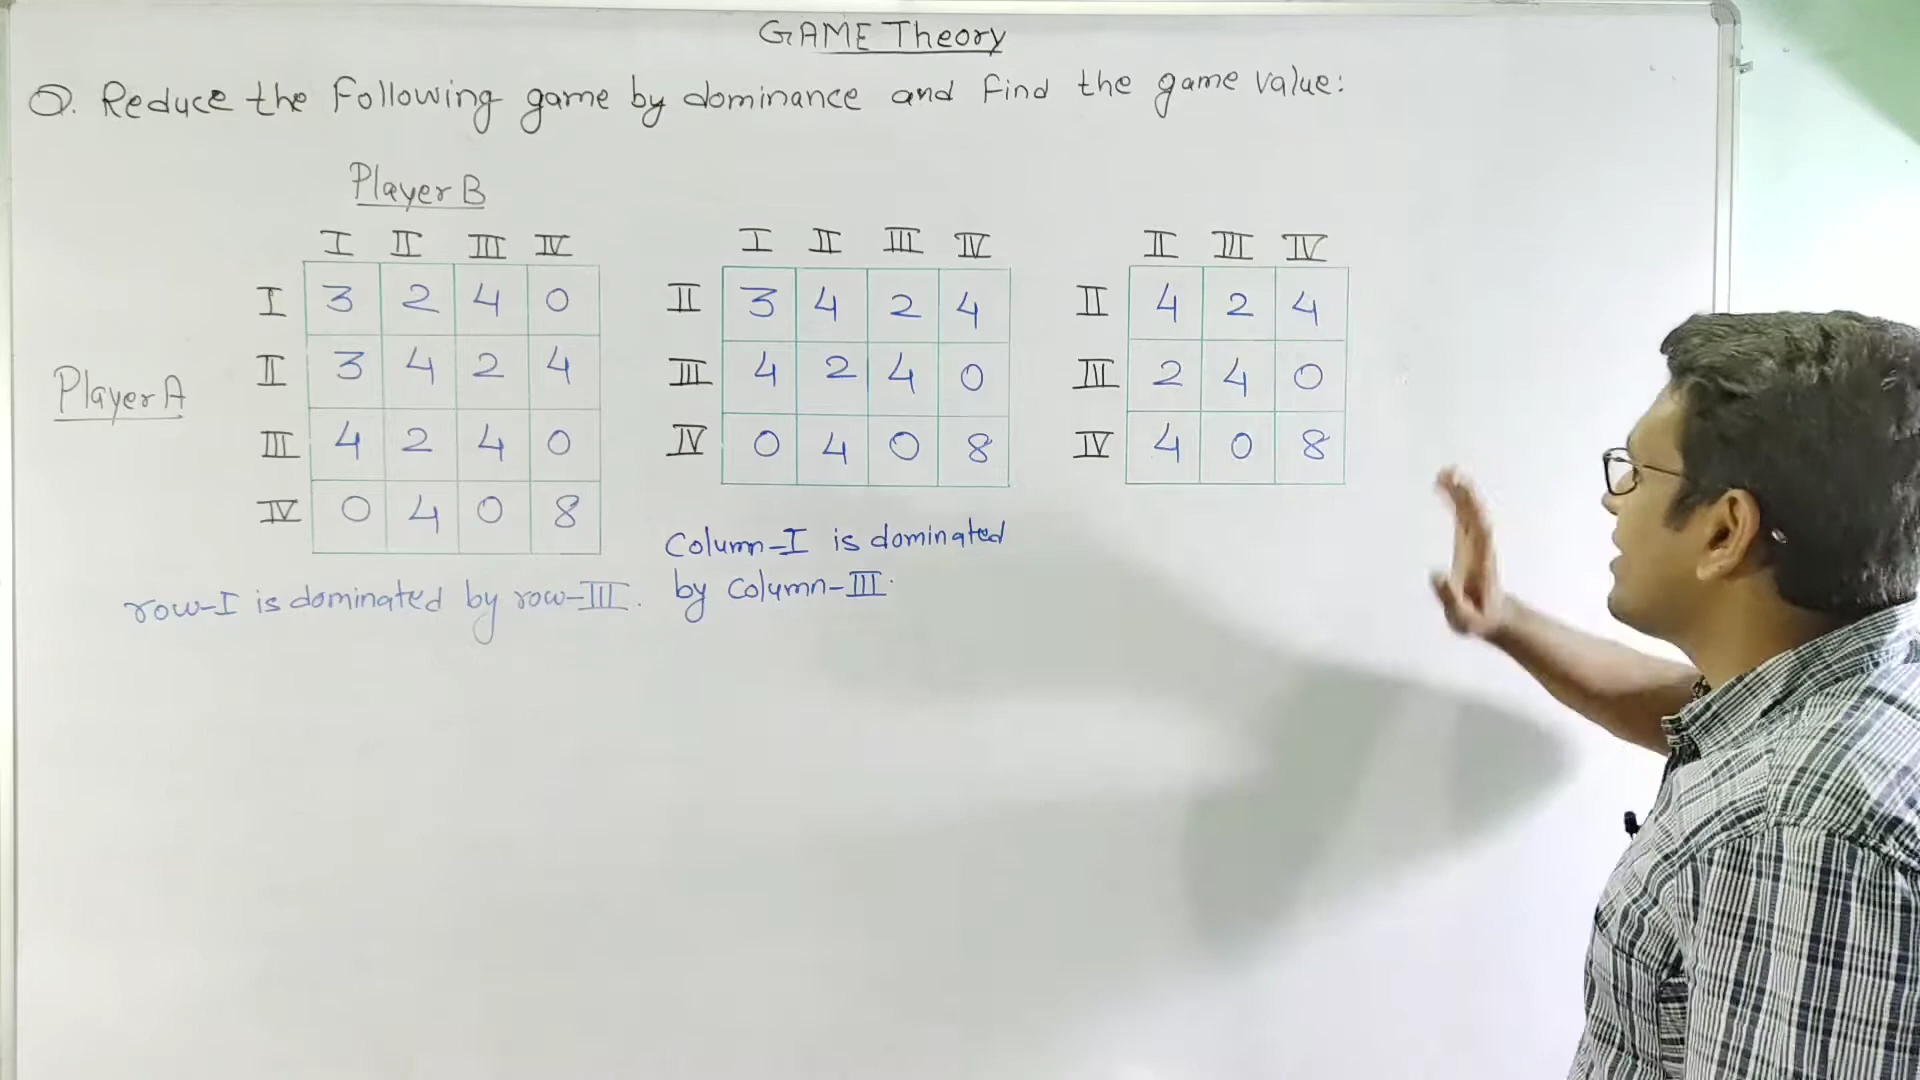 GAME Theory
Q. Reduce the following game by dominance and find the game value:
Player B
I II III IV
I 3 2 4 0
II 3 4 2 4
III 4 2 4 0
IV 0 4 0 8
Player A
row-I is dominated by row-III.
I II III IV
II 3 4 2 4
III 4 2 4 0
IV 0 4 0 8
Column-I is dominated
by Column-III.
II III IV
II 4 2 4
III 2 4 0
IV 4 0 8